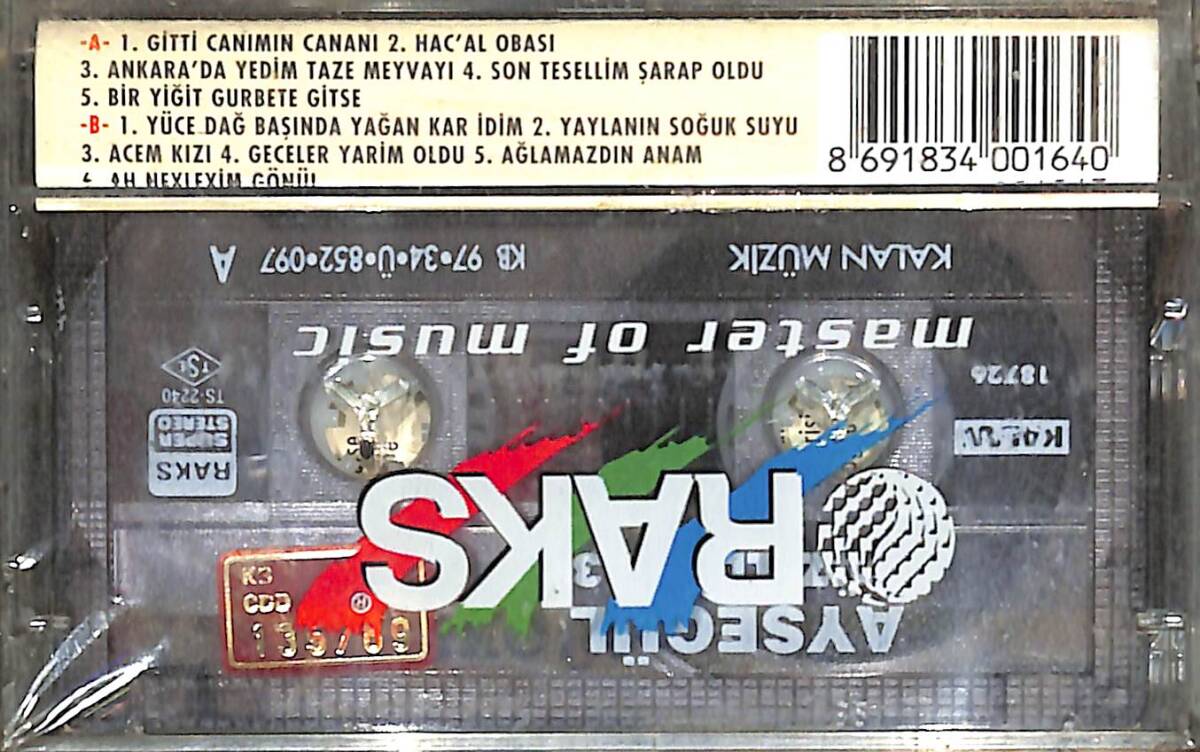 -A- 1. GİTTİ CANIMIN CANANI 2. HAC'AL OBASI
3. ANKARA'DA YEDİM TAZE MEYVAYI 4. SON TESELLİM ŞARAP OLDU
5. BİR YİĞİT GURBETE GİTSE
-B- 1. YÜCE DAĞ BAŞINDA YAĞAN KAR İDİM 2. YAYLANIN SOĞUK SUYU
3. ACEM KIZI 4. GECELER YARİM OLDU 5. AĞLAMAZDIN ANAM
8 691834 001640
KALAN MÜZİK
KB 97•34•Ü•852•097 A
master of music
18726
KALAN
TSE
TS-2240
SUPER STEREO
RAKS
RAKS
®
AYŞEGÜL